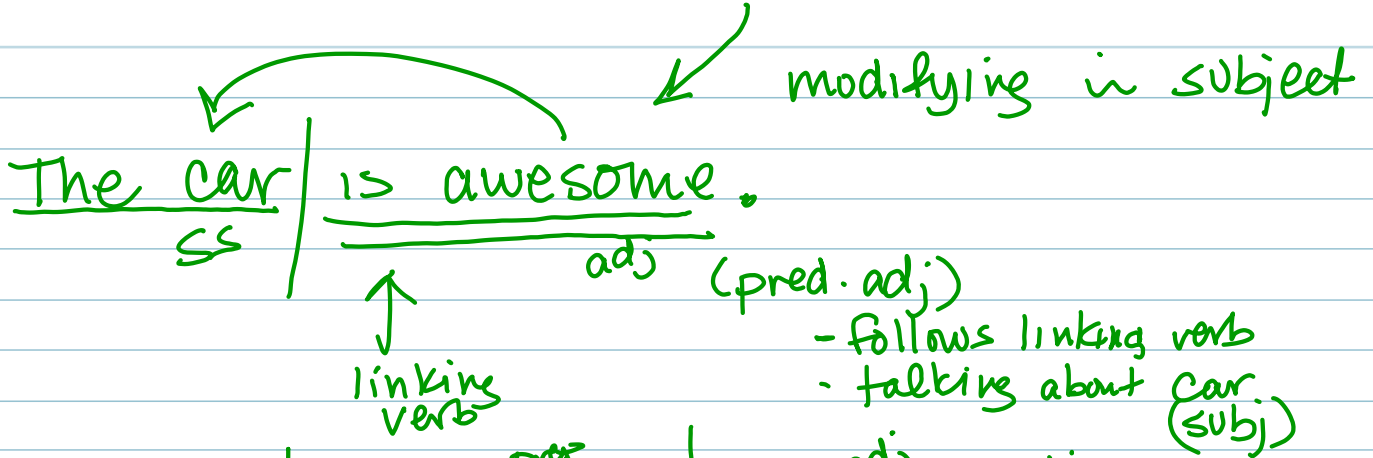 modifying in subject
The car | is awesome.
ss
adj
(pred. adj)
- follows linking verb
- talking about car
(subj)
linking
verb
adj